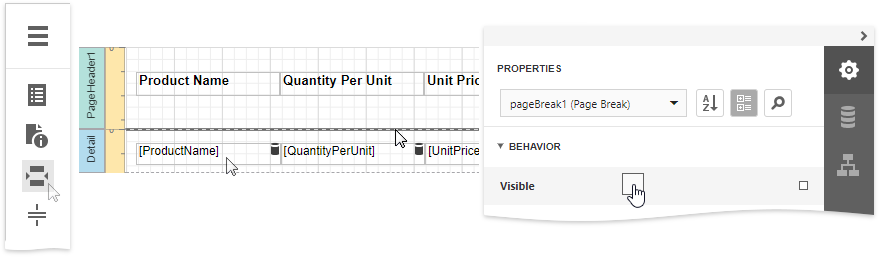 PageHeader1
Product Name
Quantity Per Unit
Unit Pric
Detail
[ProductName]
[QuantityPerUnit]
[UnitPrice
PROPERTIES
pageBreak1 (Page Break)
A
Z
BEHAVIOR
Visible